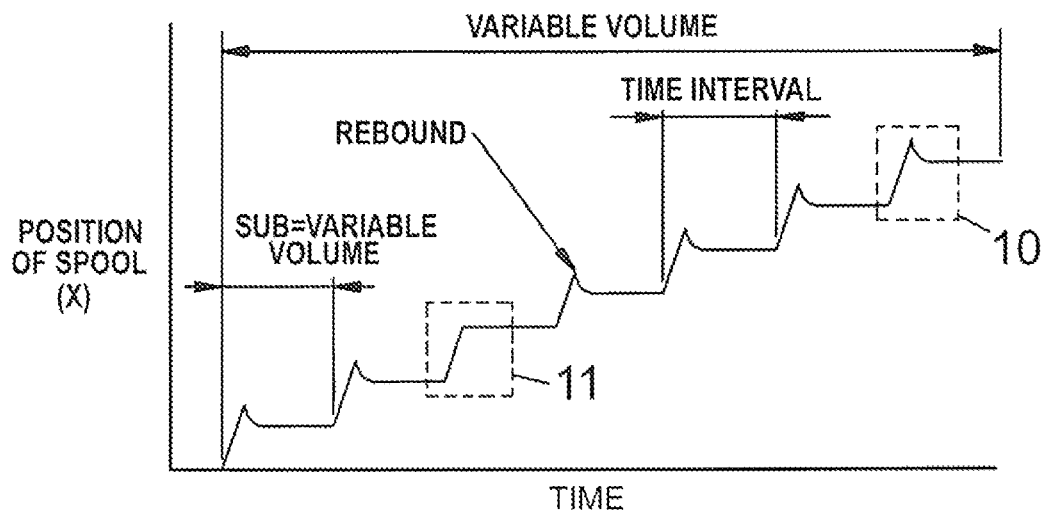 VARIABLE VOLUME
TIME INTERVAL
REBOUND
SUB=VARIABLE
VOLUME
POSITION
OF SPOOL
(X)
10
11
TIME